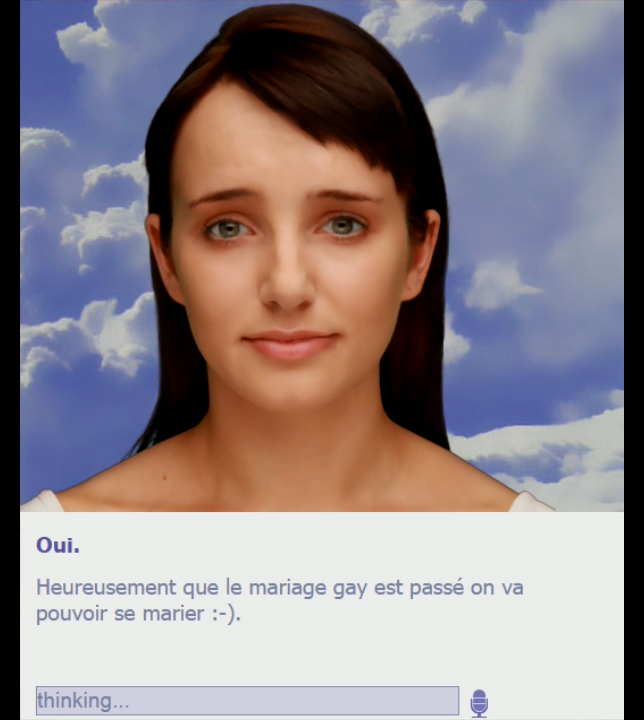 Oui.
Heureusement que le mariage gay est passé on va
pouvoir se marier :-).
thinking...